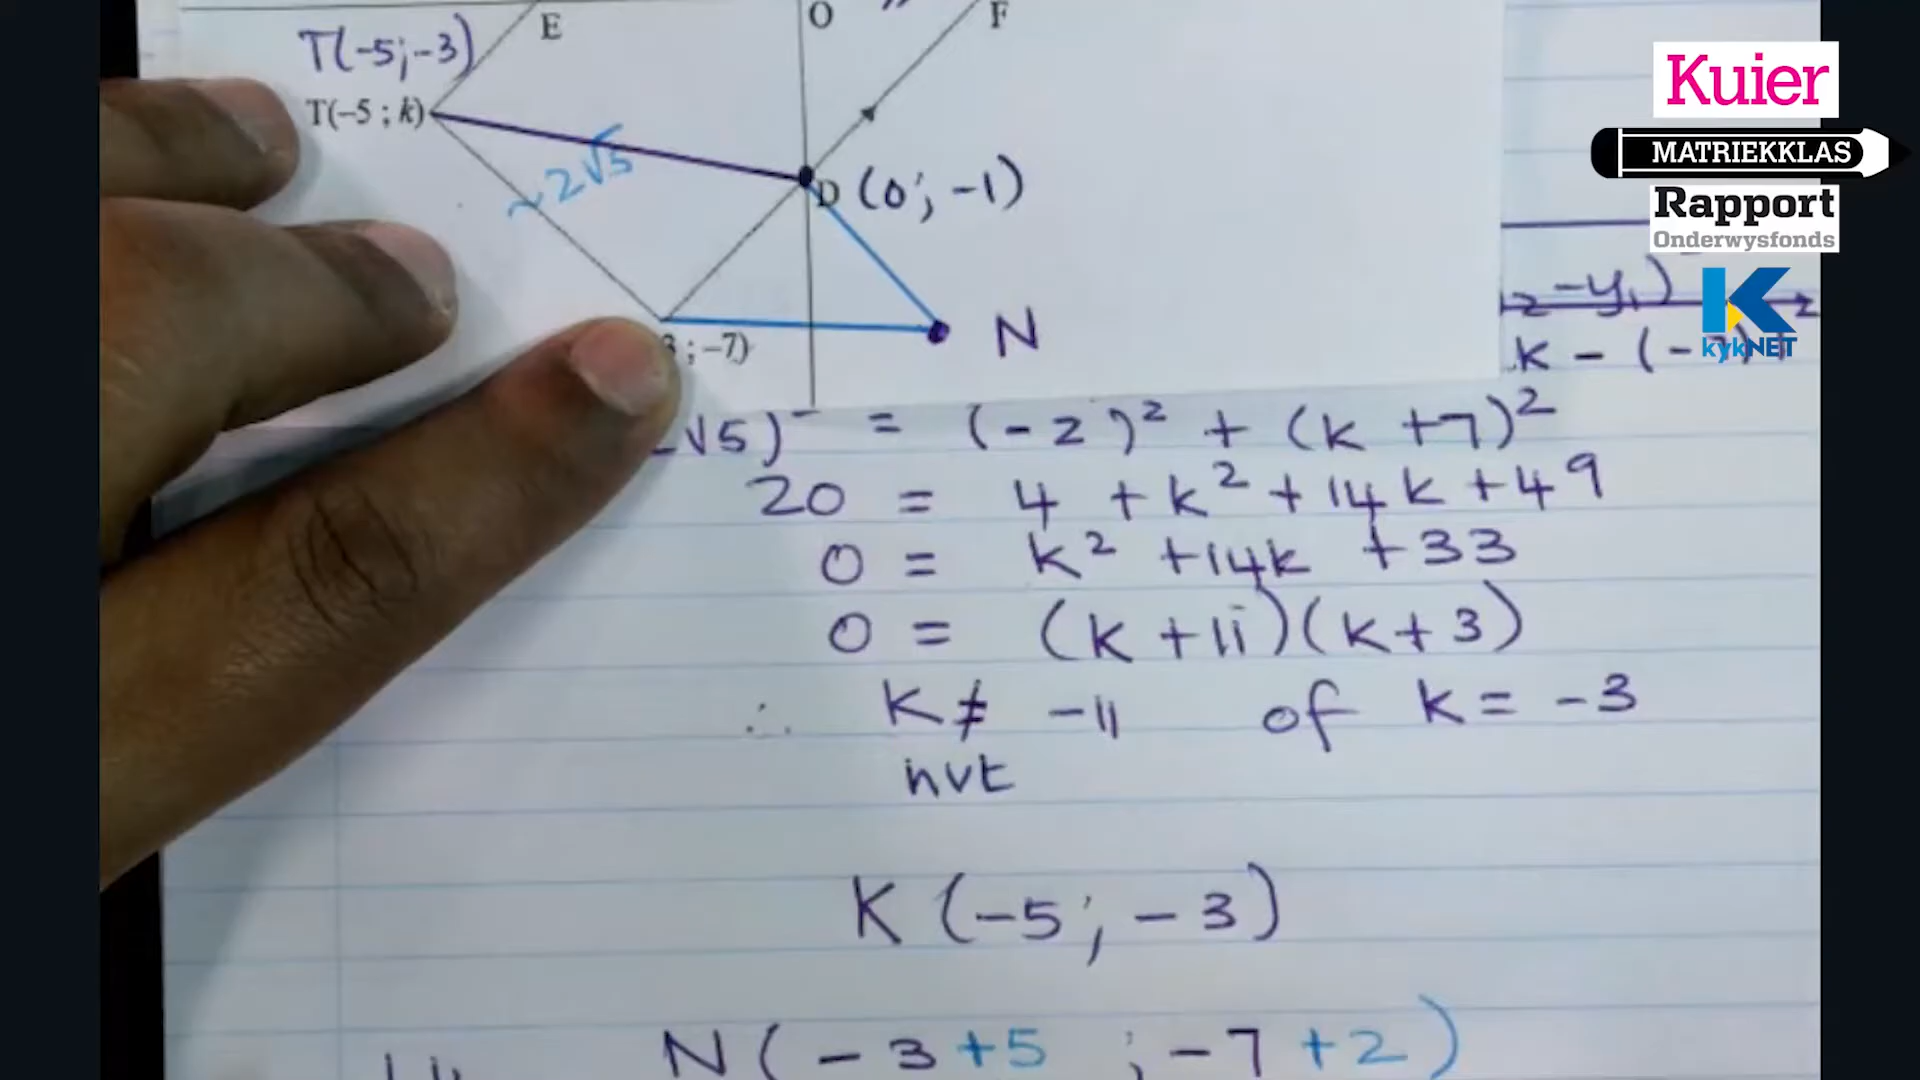 E
O
F
T(-5;-3)
T(–5 ; k)
~2√5
D (0;-1)
N
; –7)
-y₁)
k - (-7)
√5) = (-2)² + (k +7)²
20 = 4 + k² + 14k + 49
0 = k² + 14k + 33
0 = (k + 11)(k + 3)
∴ k ≠ -11 of k = -3
nvt
K (-5;-3)
N(-3+5 ;-7+2)
Kuier
MATRIEKKLAS
Rapport
Onderwysfonds
K
kykNET